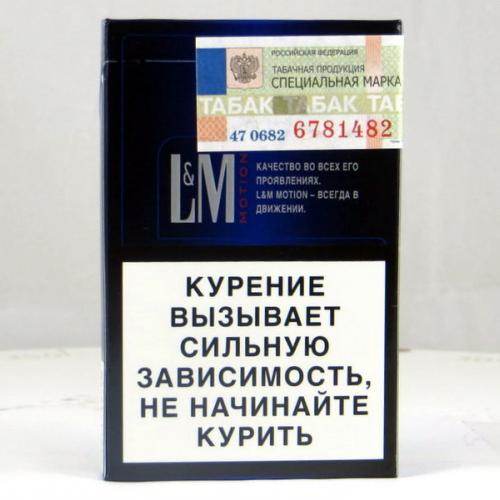 РОССИЙСКАЯ ФЕДЕРАЦИЯ
ТАБАЧНАЯ ПРОДУКЦИЯ
СПЕЦИАЛЬНАЯ МАРКА
ТАБАК ТАБАК ТАБ
47 0682 6781482
L&M
MOTION
КАЧЕСТВО ВО ВСЕХ ЕГО
ПРОЯВЛЕНИЯХ.
L&M MOTION – ВСЕГДА В
ДВИЖЕНИИ.
КУРЕНИЕ
ВЫЗЫВАЕТ
СИЛЬНУЮ
ЗАВИСИМОСТЬ,
НЕ НАЧИНАЙТЕ
КУРИТЬ